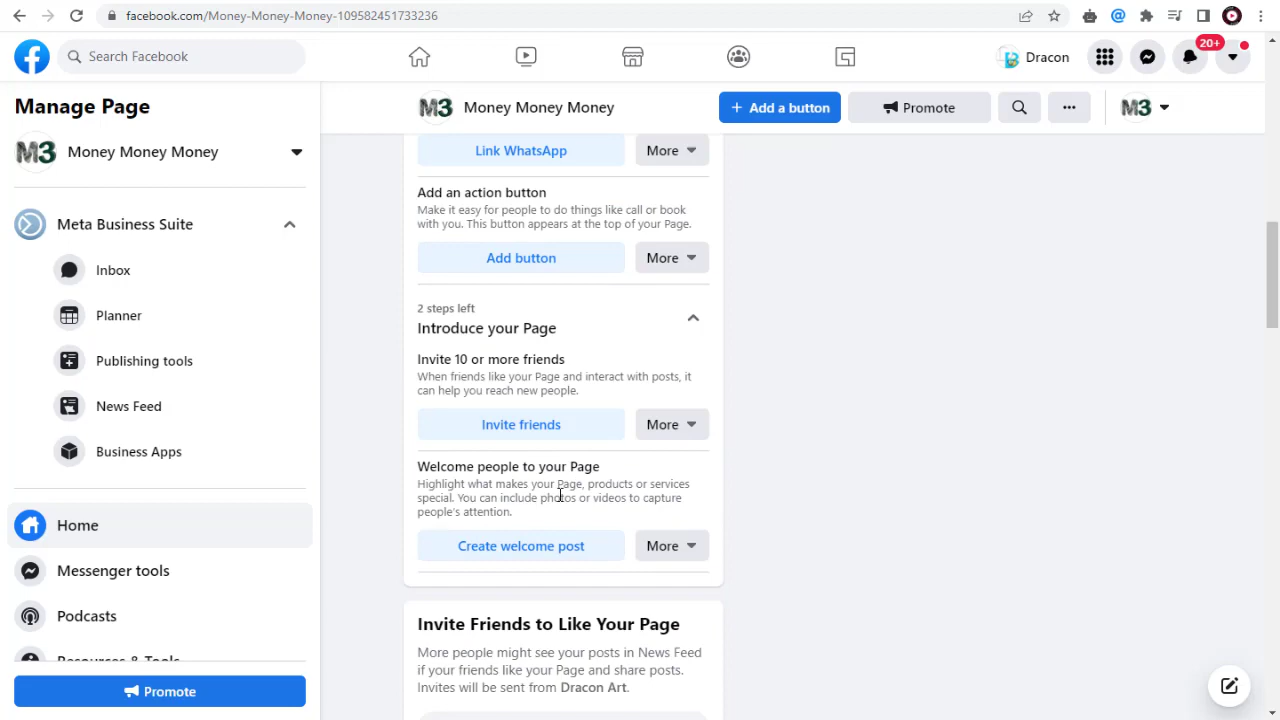 facebook.com/Money-Money-Money-109582451733236
Search Facebook
Dracon
20+
Manage Page
M3 Money Money Money
Meta Business Suite
Inbox
Planner
Publishing tools
News Feed
Business Apps
Home
Messenger tools
Podcasts
Resources & Tools
Promote
M3 Money Money Money
+ Add a button
Promote
M3
Link WhatsApp
More
Add an action button
Make it easy for people to do things like call or book
with you. This button appears at the top of your Page.
Add button
More
2 steps left
Introduce your Page
Invite 10 or more friends
When friends like your Page and interact with posts, it
can help you reach new people.
Invite friends
More
Welcome people to your Page
Highlight what makes your Page, products or services
special. You can include photos or videos to capture
people's attention.
Create welcome post
More
Invite Friends to Like Your Page
More people might see your posts in News Feed
if your friends like your Page and share posts.
Invites will be sent from Dracon Art.